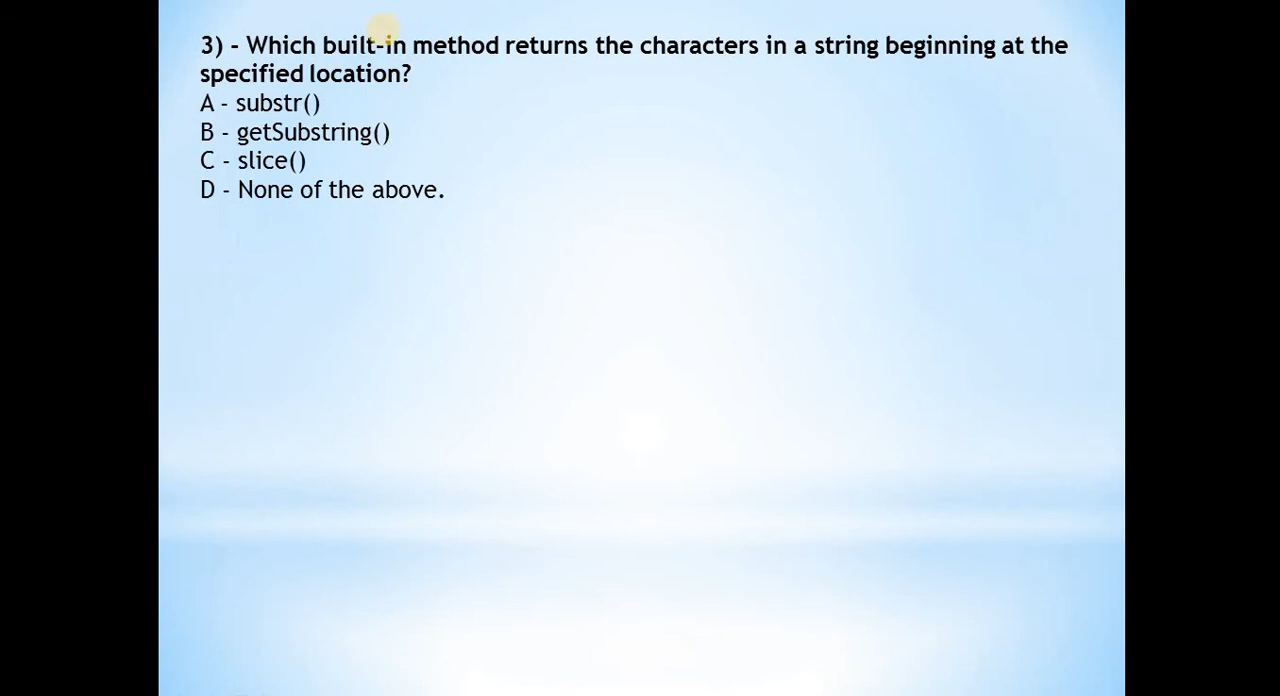 3) - Which built-in method returns the characters in a string beginning at the
specified location?
A - substr()
B - getSubstring()
C - slice()
D - None of the above.